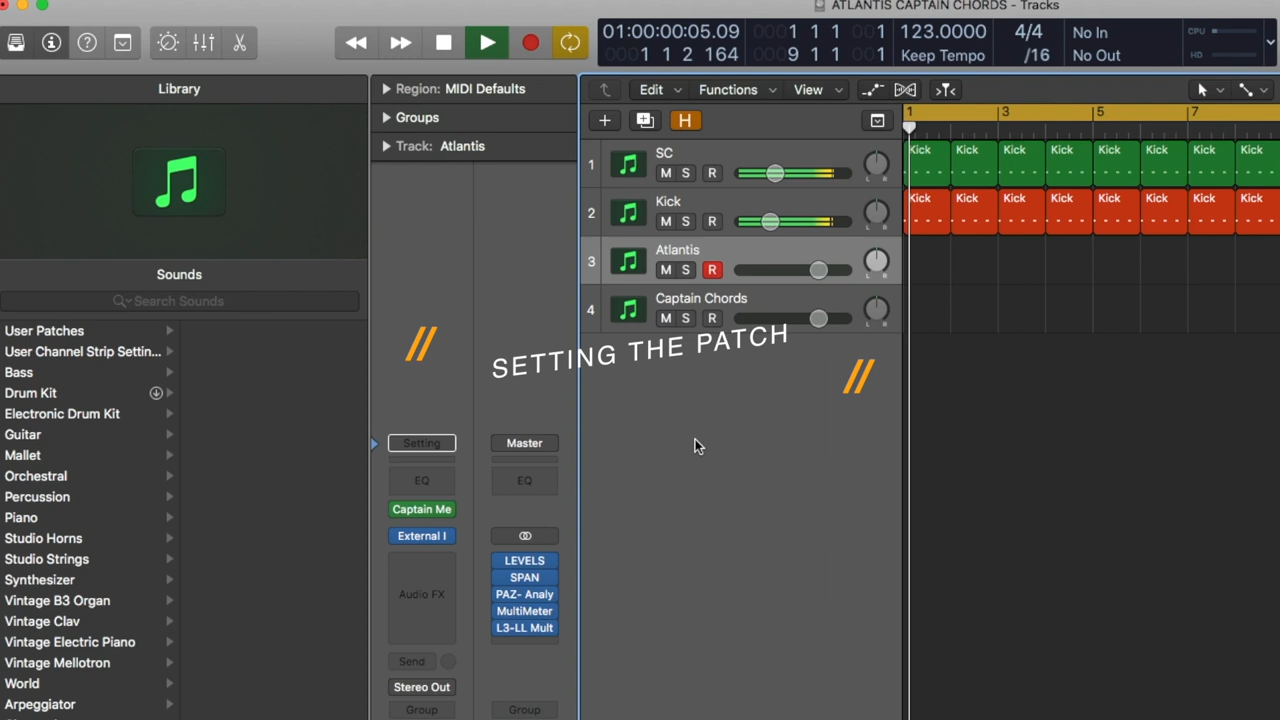 ATLANTIS CAPTAIN CHORDS - Tracks
01:00:00:05.09
0001 1 2 164
0001 1 1 001
0009 1 1 001
123.0000
Keep Tempo
4/4
/16
No In
No Out
CPU
HD
Library
Region: MIDI Defaults
Groups
Track: Atlantis
Edit
Functions
View
H
1
3
5
7
Sounds
Search Sounds
User Patches
User Channel Strip Settin...
Bass
Drum Kit
Electronic Drum Kit
Guitar
Mallet
Orchestral
Percussion
Piano
Studio Horns
Studio Strings
Synthesizer
Vintage B3 Organ
Vintage Clav
Vintage Electric Piano
Vintage Mellotron
World
Arpeggiator
1
SC
M S R
L R
Kick Kick Kick Kick Kick Kick Kick Kick
2
Kick
M S R
L R
Kick Kick Kick Kick Kick Kick Kick Kick
3
Atlantis
M S R
L R
4
Captain Chords
M S R
L R
// SETTING THE PATCH //
Setting
Master
EQ
EQ
Captain Me
External I
LEVELS
SPAN
PAZ- Analy
MultiMeter
L3-LL Mult
Audio FX
Send
Stereo Out
Group
Group